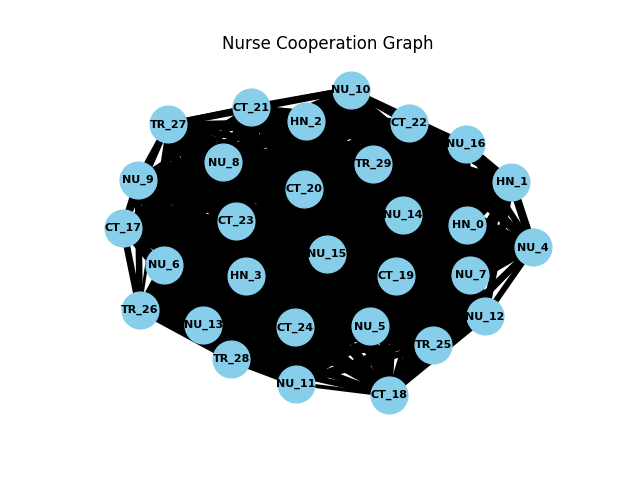 Nurse Cooperation Graph
NU_10
CT_21
HN_2
CT_22
TR_27
NU_16
NU_8
TR_29
NU_9
HN_1
CT_20
NU_14
CT_23
HN_0
CT_17
NU_4
NU_15
NU_6
HN_3
CT_19
NU_7
TR_26
NU_12
NU_13
CT_24
NU_5
TR_25
TR_28
NU_11
CT_18